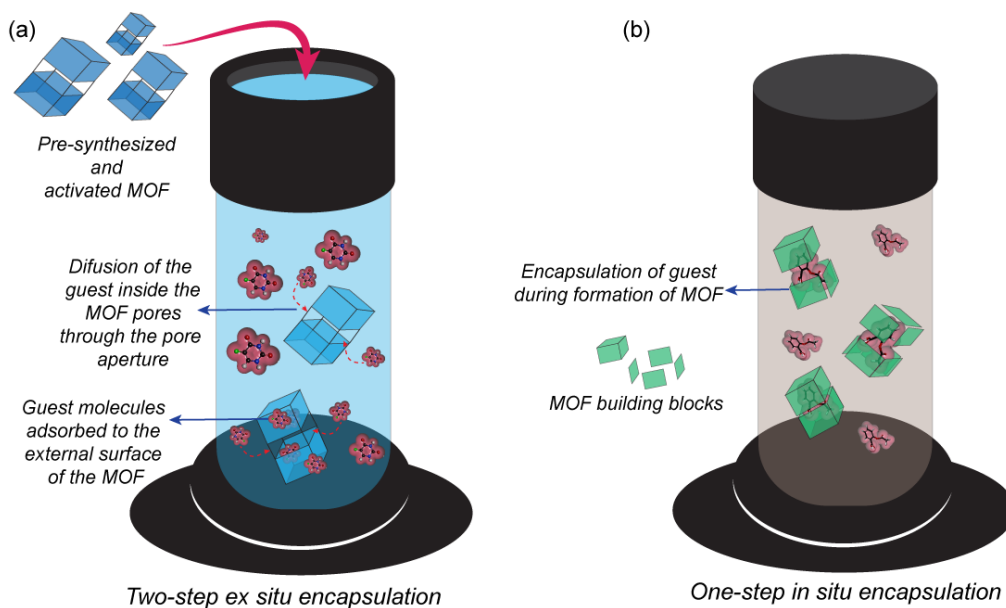 (a)
Pre-synthesized
and
activated MOF
Difusion of the
guest inside the
MOF pores
through the pore
aperture
Guest molecules
adsorbed to the
external surface
of the MOF
Two-step ex situ encapsulation
(b)
Encapsulation of guest
during formation of MOF
MOF building blocks
One-step in situ encapsulation